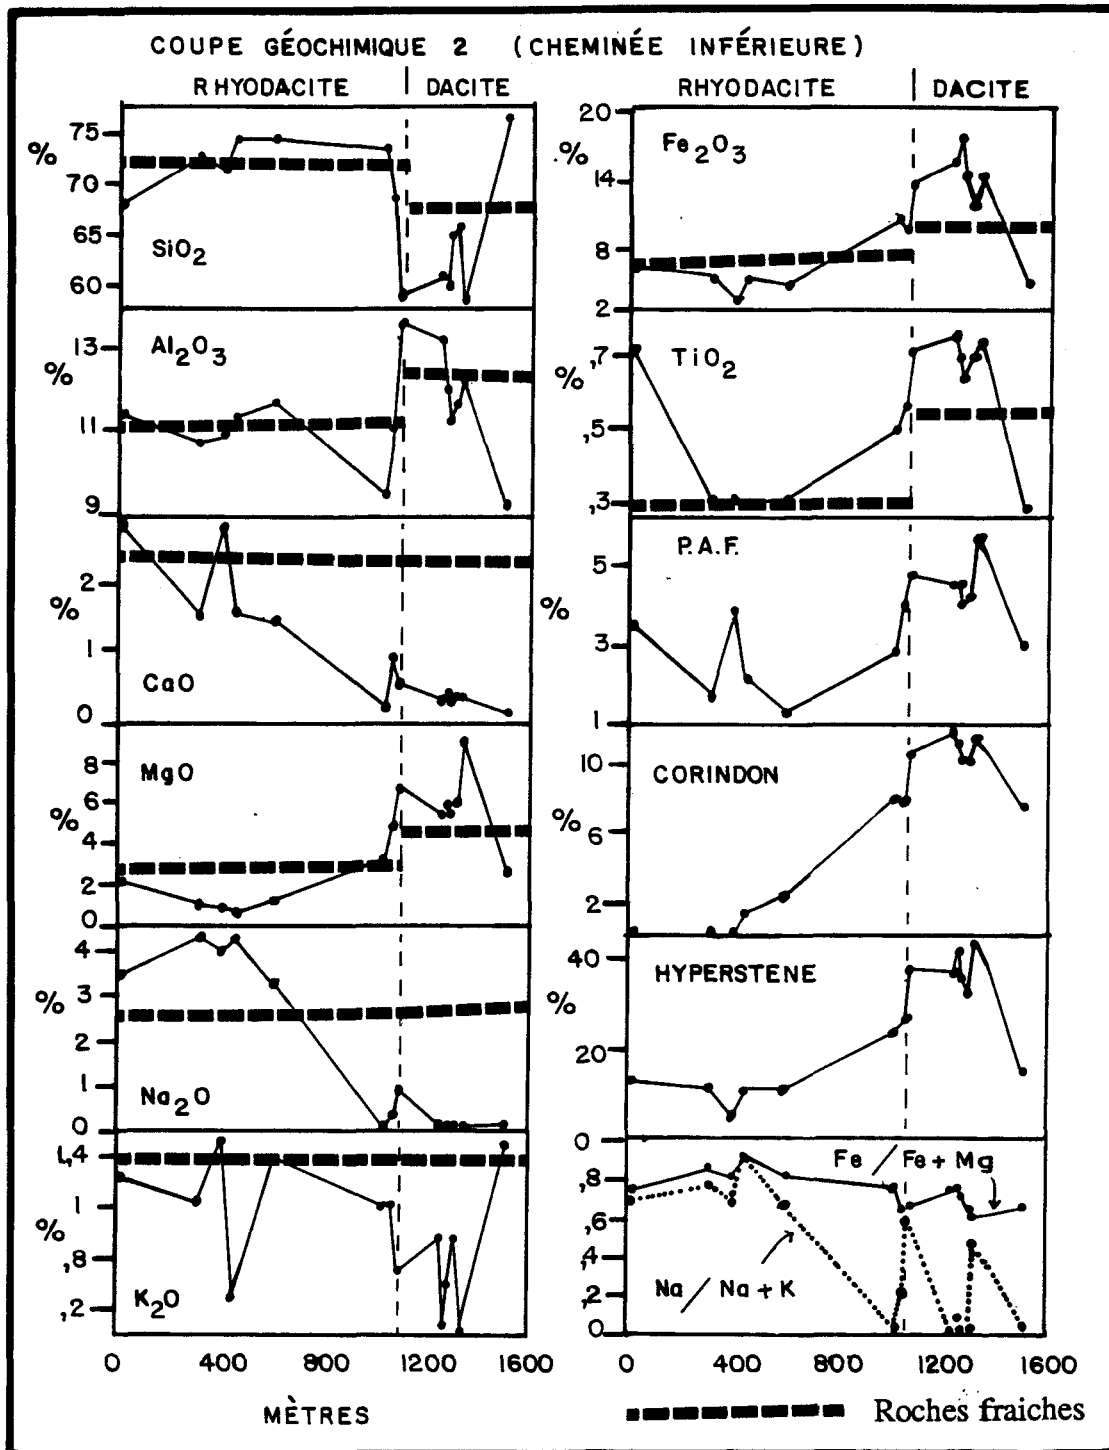 COUPE GÉOCHIMIQUE 2 (CHEMINÉE INFÉRIEURE)
RHYODACITE DACITE
75
%
70
65
SiO2
60
13
Al2O3
%
11
9
2
%
1
CaO
0
8
MgO
6
%
4
2
0
4
%
3
2
1
Na2O
0
1,4
1
%
,8
,2
K2O
0 400 800 1200 1600
MÈTRES
RHYODACITE DACITE
20
Fe2O3
%
14
8
2
,7
TiO2
%
,5
,3
P.A.F.
5
%
3
1
10
CORINDON
%
6
2
40
HYPERSTENE
%
20
0
Fe / Fe + Mg
,8
,6
,4
Na / Na + K
,2
0
0 400 800 1200 1600
Roches fraiches